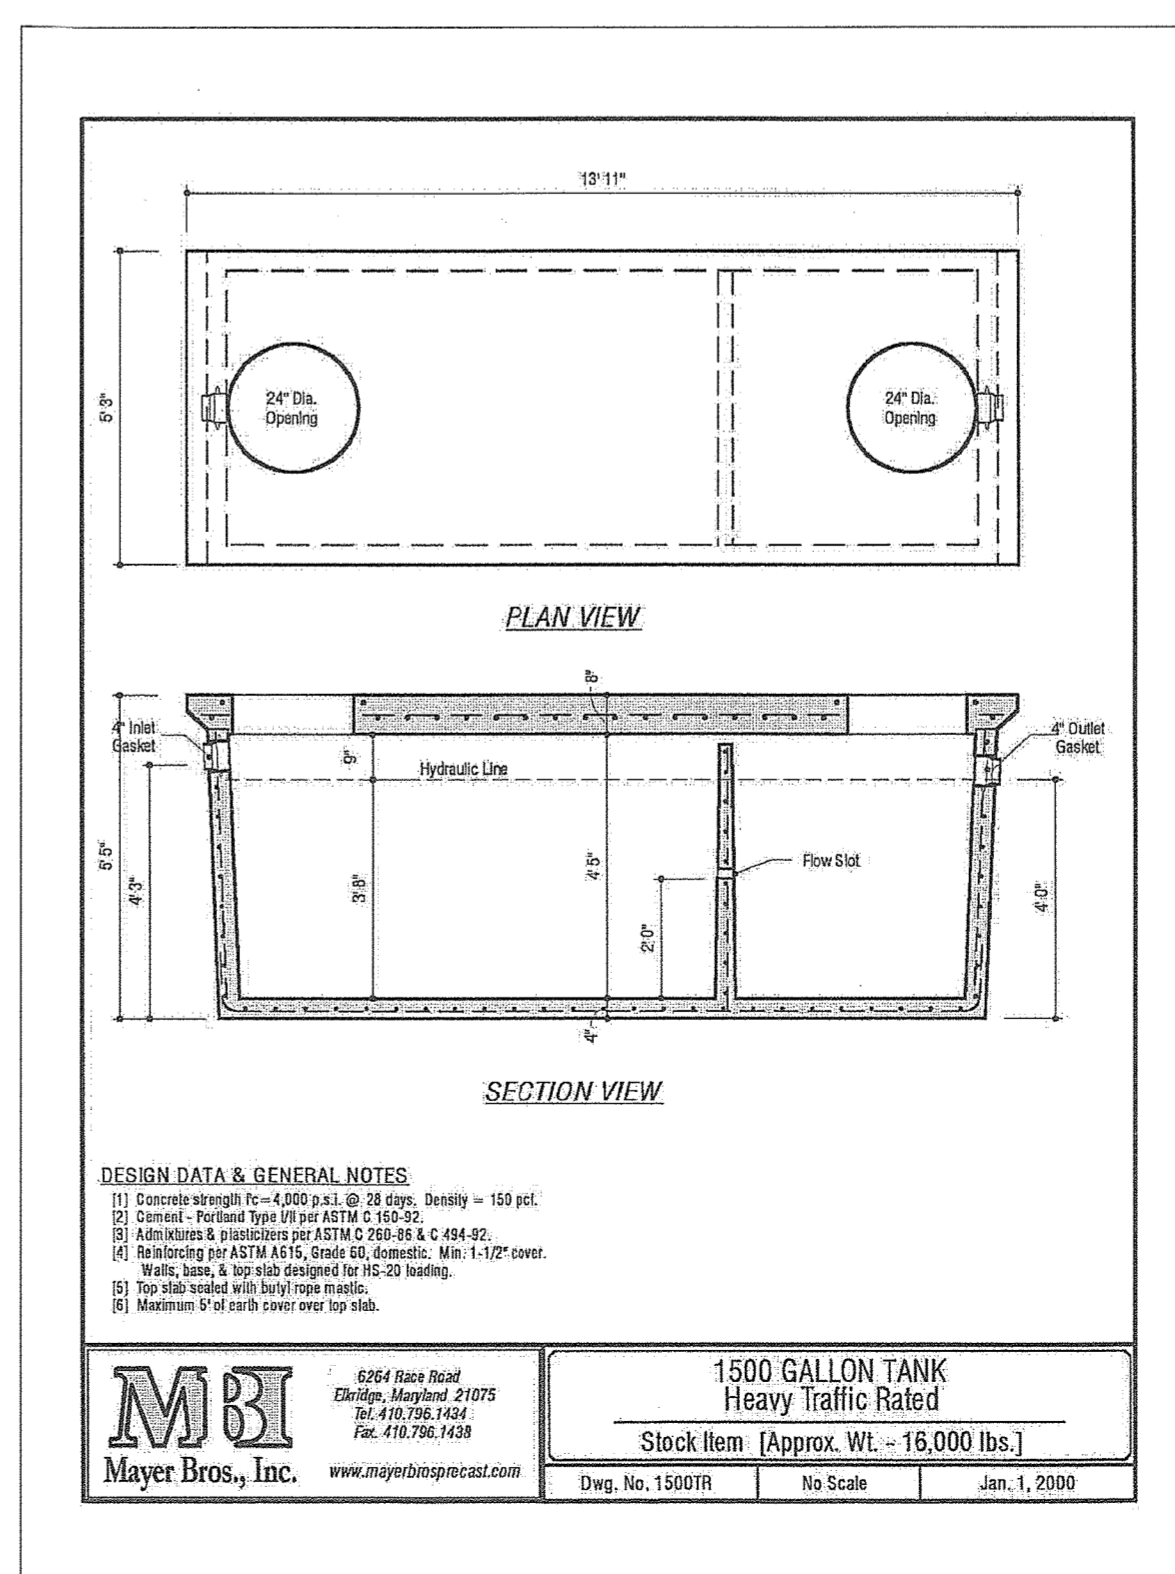 13'11"
5'3"
24" Dia.
Opening
24" Dia.
Opening
PLAN VIEW
8"
4" Inlet
Gasket
4" Outlet
Gasket
9"
Hydraulic Line
5'5"
4'3"
3'8"
4'5"
Flow Slot
2'0"
4'0"
4"
SECTION VIEW
DESIGN DATA & GENERAL NOTES
[1] Concrete strength f'c=4,000 p.s.i. @ 28 days. Density = 150 pcf.
[2] Cement - Portland Type I/II per ASTM C 150-92.
[3] Admixtures & plasticizers per ASTM C 260-86 & C 494-92.
[4] Reinforcing per ASTM A615, Grade 60, domestic. Min. 1-1/2" cover.
Walls, base, & top slab designed for HS-20 loading.
[5] Top slab sealed with butyl rope mastic.
[6] Maximum 5' of earth cover over top slab.
MBI
Mayer Bros., Inc.
6264 Race Road
Elkridge, Maryland 21075
Tel. 410.796.1434
Fax. 410.796.1438
www.mayerbrosprecast.com
1500 GALLON TANK
Heavy Traffic Rated
Stock Item [Approx. Wt. - 16,000 lbs.]
Dwg. No. 1500TR
No Scale
Jan. 1, 2000